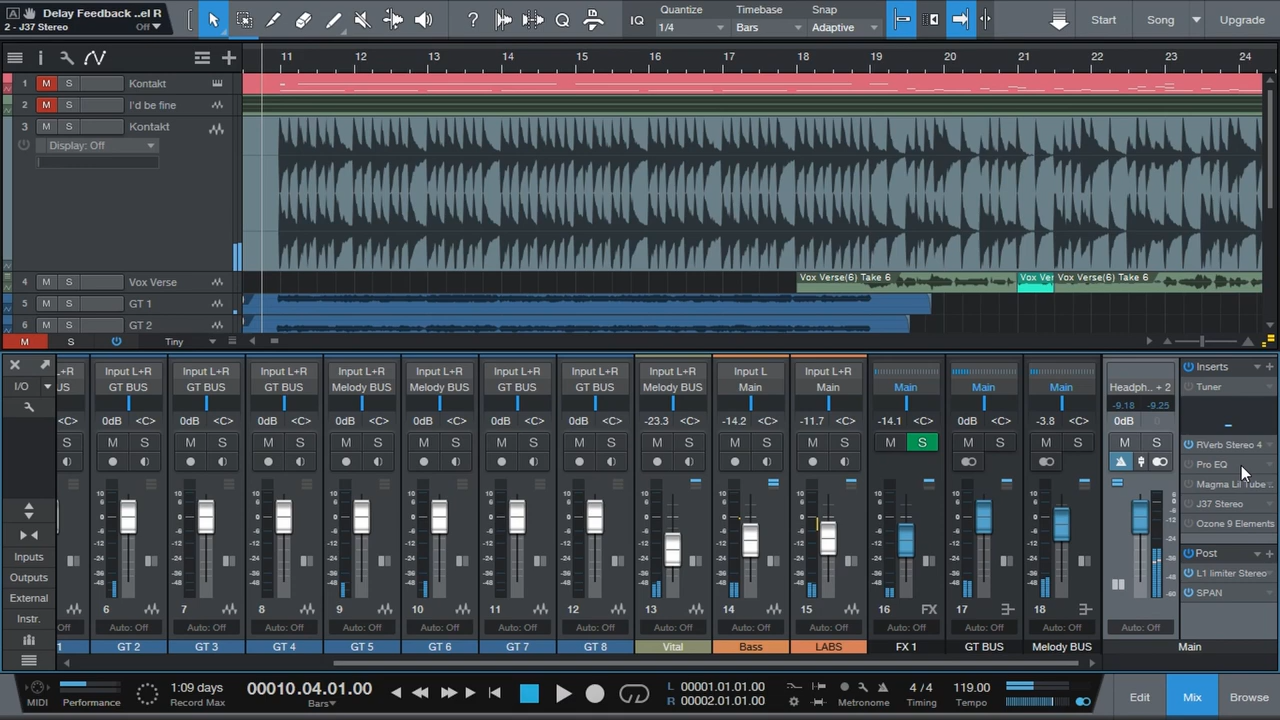 Delay Feedback ..el R
2 - J37 Stereo Off
IQ
Quantize
1/4
Timebase
Bars
Snap
Adaptive
Start
Song
Upgrade
11 12 13 14 15 16 17 18 19 20 21 22 23 24
1 M S Kontakt
2 M S I'd be fine
3 M S Kontakt
Display: Off
4 M S Vox Verse
Vox Verse(6) Take 6
Vox Ver
Vox Verse(6) Take 6
5 M S GT 1
6 M S GT 2
M S Tiny
I/O
Input L+R Input L+R Input L+R Input L+R Input L+R Input L+R Input L+R Input L+R Input L Input L+R
GT BUS GT BUS GT BUS Melody BUS Melody BUS GT BUS GT BUS Melody BUS Main Main Main Main Main Headph.. + 2
-9.18 -9.25
<C> 0dB <C> 0dB <C> 0dB <C> 0dB <C> 0dB <C> 0dB <C> 0dB <C> -23.3 <C> -14.2 <C> -11.7 <C> -14.1 <C> 0dB <C> -3.8 <C> 0dB
Inserts
Tuner
RVerb Stereo 4
Pro EQ
Magma Lil Tube
J37 Stereo
Ozone 9 Elements
Post
L1 limiter Stereo
SPAN
Inputs
Outputs
External
Instr.
6 7 8 9 10 11 12 13 14 15 16 FX 17 18
Auto: Off Auto: Off Auto: Off Auto: Off Auto: Off Auto: Off Auto: Off Auto: Off Auto: Off Auto: Off Auto: Off Auto: Off Auto: Off Auto: Off
GT 2 GT 3 GT 4 GT 5 GT 6 GT 7 GT 8 Vital Bass LABS FX 1 GT BUS Melody BUS Main
MIDI
Performance
1:09 days
Record Max
00010.04.01.00
Bars
L 00001.01.01.00
R 00002.01.01.00
Metronome
4 / 4
Timing
119.00
Tempo
Edit
Mix
Browse